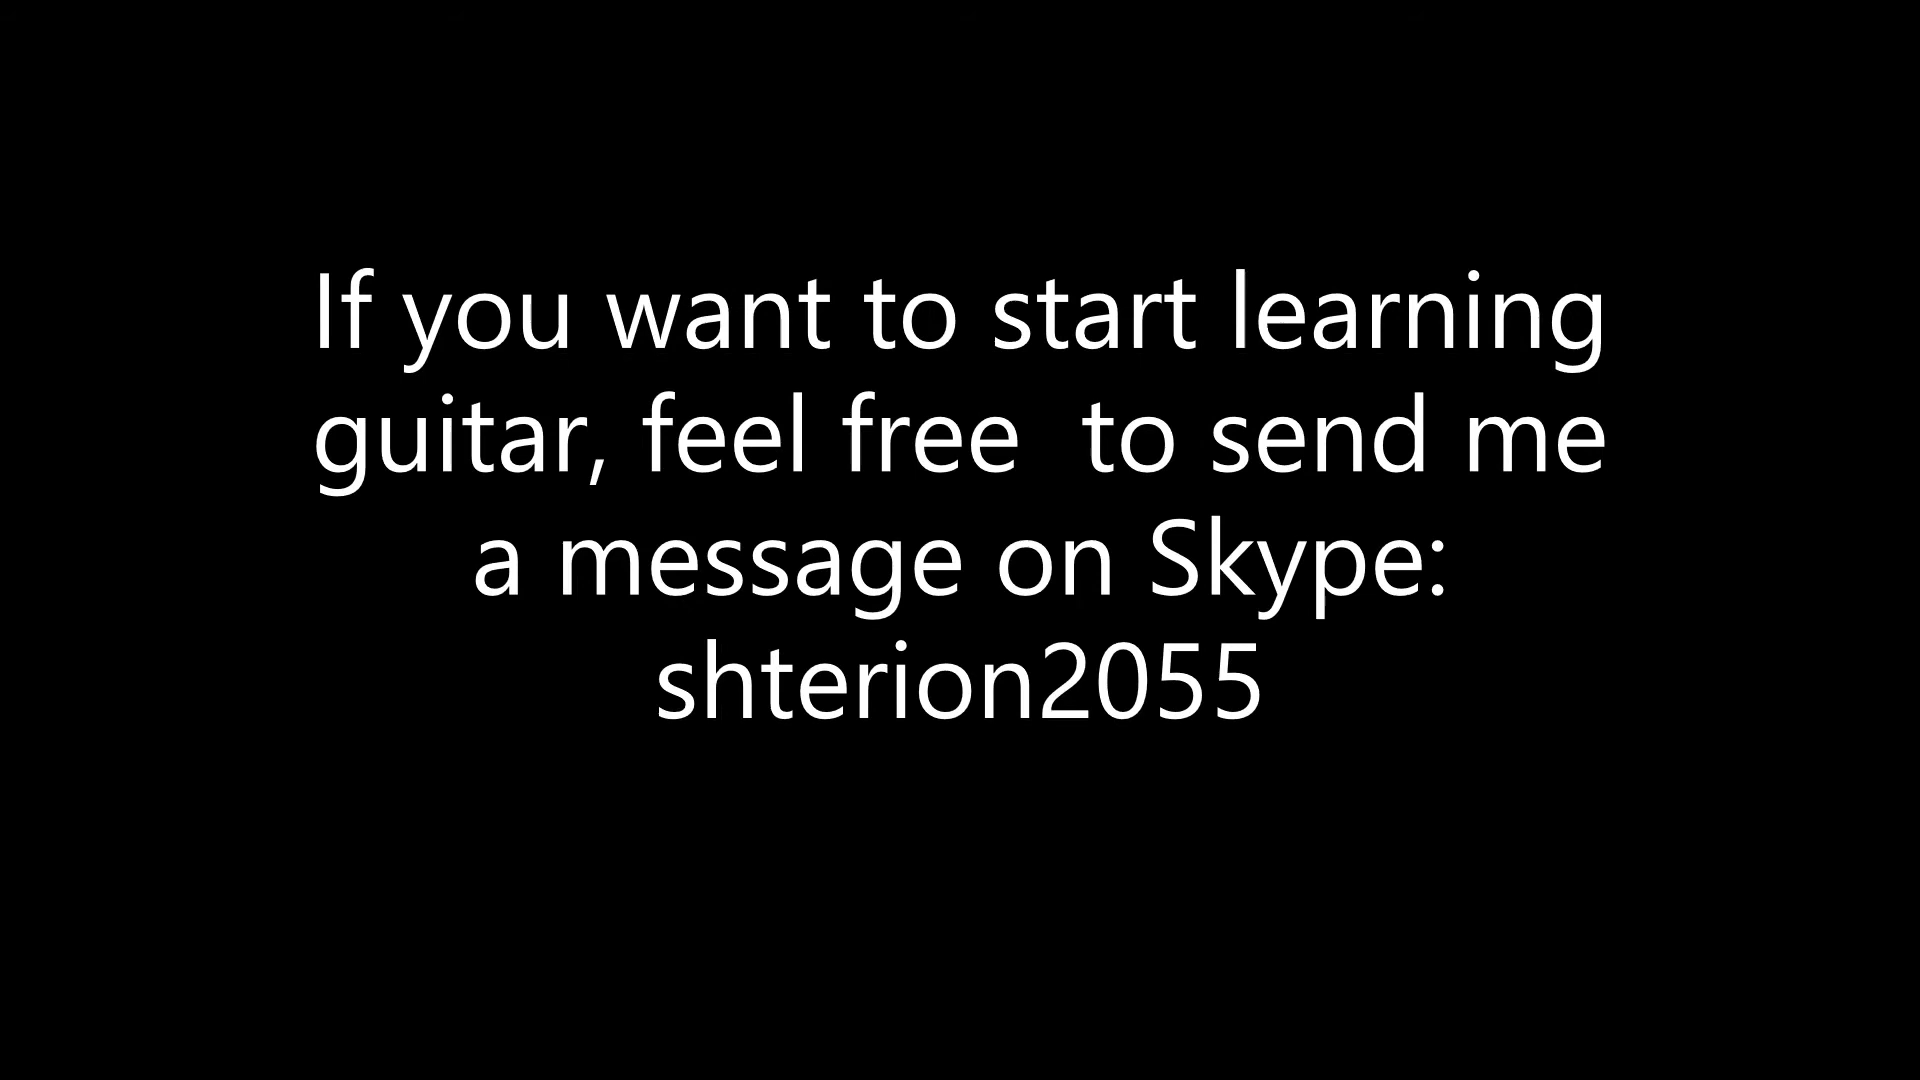 If you want to start learning
guitar, feel free  to send me
a message on Skype:
shterion2055